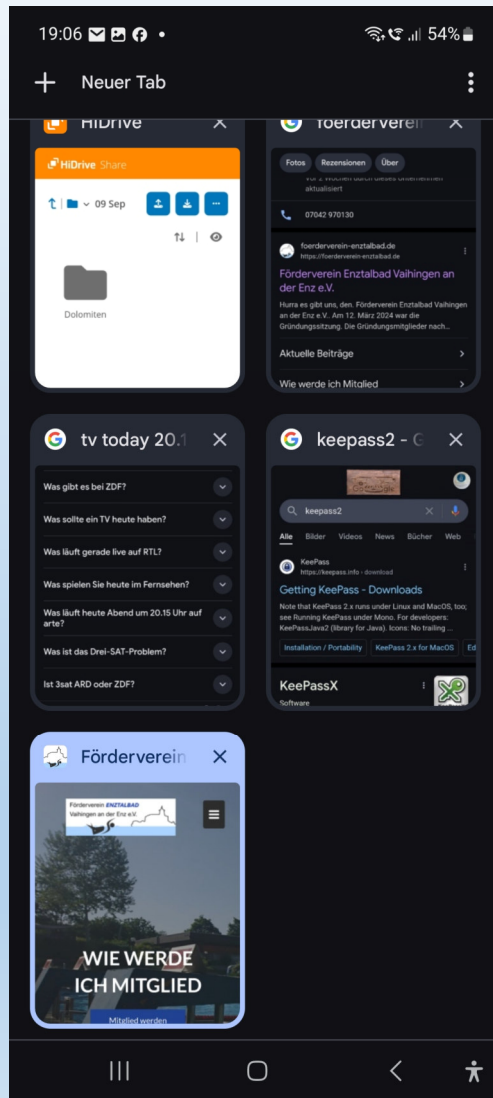 19:06
54%
Neuer Tab
HiDrive
HiDrive Share
09 Sep
Dolomiten
foerderverein
Fotos Rezensionen Über
vor 2 Wochen durch dieses Unternehmen
aktualisiert
07042 970130
foerderverein-enztalbad.de
https://foerderverein-enztalbad.de
Förderverein Enztalbad Vaihingen an
der Enz e.V.
Hurra es gibt uns, den. Förderverein Enztalbad Vaihingen
an der Enz e.V.. Am 12. März 2024 war die
Gründungssitzung. Die Gründungsmitglieder nach...
Aktuelle Beiträge
Wie werde ich Mitglied
tv today 20.1
Was gibt es bei ZDF?
Was sollte ein TV heute haben?
Was läuft gerade live auf RTL?
Was spielen Sie heute im Fernsehen?
Was läuft heute Abend um 20.15 Uhr auf
arte?
Was ist das Drei-SAT-Problem?
Ist 3sat ARD oder ZDF?
keepass2 - G
keepass2
Alle Bilder Videos News Bücher Web
KeePass
https://keepass.info › download
Getting KeePass - Downloads
Note that KeePass 2.x runs under Linux and MacOS, too;
see Running KeePass under Mono. For developers:
KeePass.Java2 (library for Java). Icons: No trailing ...
Installation / Portability KeePass 2.x for MacOS Ed
KeePassX
Software
Förderverein
Förderverein ENZTALBAD
Vaihingen an der Enz e.V.
WIE WERDE
ICH MITGLIED
Mitglied werden